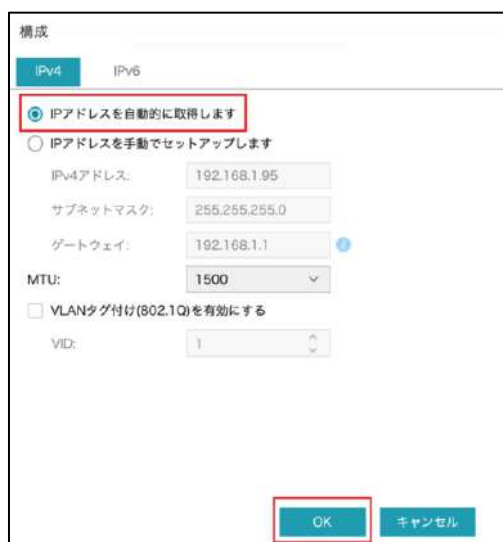 構成
IPv4 IPv6
IPアドレスを自動的に取得します
IPアドレスを手動でセットアップします
IPv4アドレス: 192.168.1.95
サブネットマスク: 255.255.255.0
ゲートウェイ: 192.168.1.1
MTU: 1500
VLANタグ付け(802.1Q)を有効にする
VID: 1
OK キャンセル